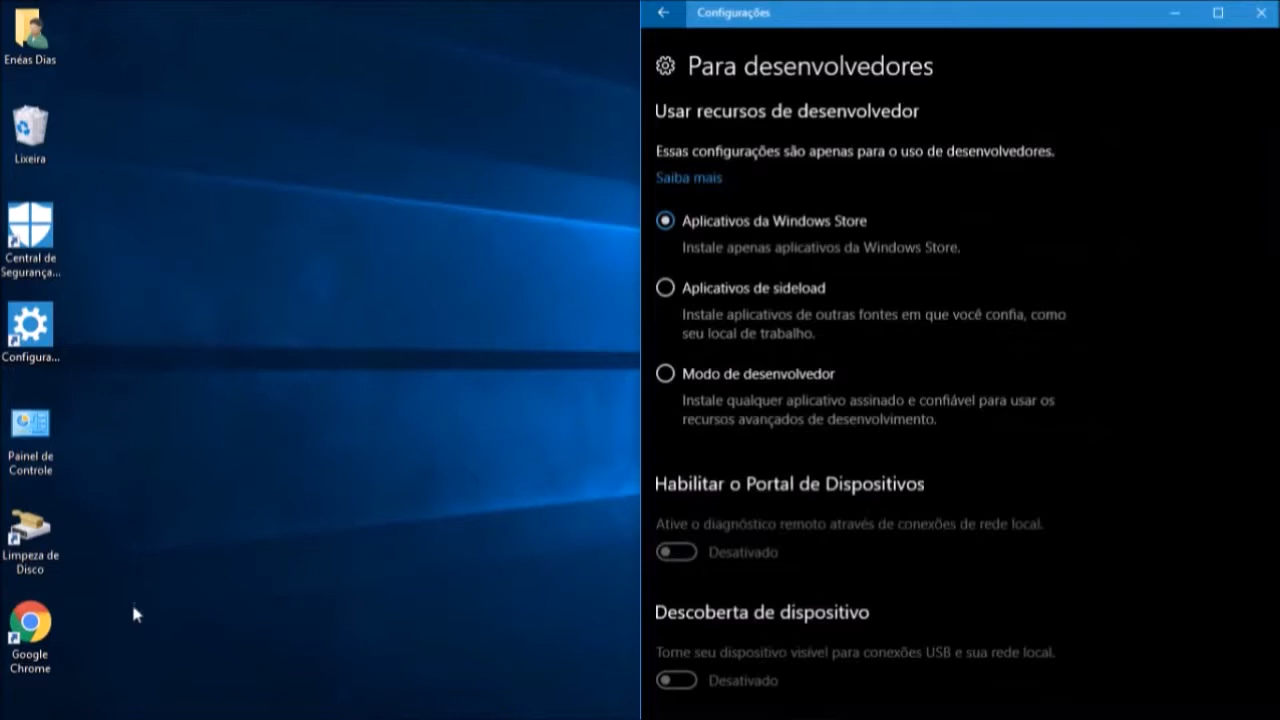 Enéas Dias
Lixeira
Central de
Segurança...
Configura...
Painel de
Controle
Limpeza de
Disco
Google
Chrome
Configurações
Para desenvolvedores
Usar recursos de desenvolvedor
Essas configurações são apenas para o uso de desenvolvedores.
Saiba mais
Aplicativos da Windows Store
Instale apenas aplicativos da Windows Store.
Aplicativos de sideload
Instale aplicativos de outras fontes em que você confia, como
seu local de trabalho.
Modo de desenvolvedor
Instale qualquer aplicativo assinado e confiável para usar os
recursos avançados de desenvolvimento.
Habilitar o Portal de Dispositivos
Ative o diagnóstico remoto através de conexões de rede local.
Desativado
Descoberta de dispositivo
Torne seu dispositivo visível para conexões USB e sua rede local.
Desativado